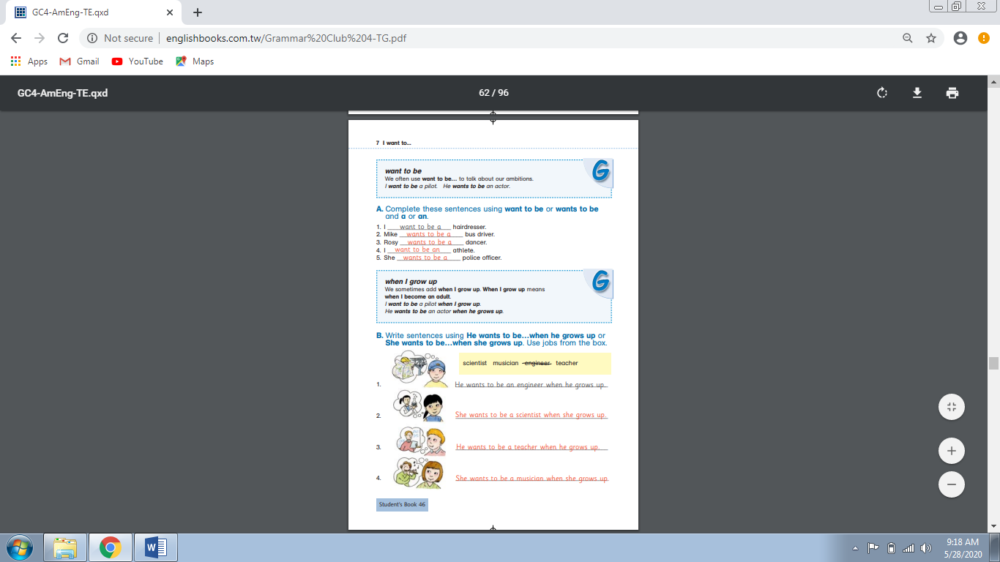 GC4-AmEng-TE.qxd
Not secure englishbooks.com.tw/Grammar%20Club%204-TG.pdf
Apps Gmail YouTube Maps
GC4-AmEng-TE.qxd 62 / 96
7 I want to...
want to be
We often use want to be... to talk about our ambitions.
I want to be a pilot. He wants to be an actor.
G
A. Complete these sentences using want to be or wants to be
and a or an.
1. I want to be a hairdresser.
2. Mike wants to be a bus driver.
3. Rosy wants to be a dancer.
4. I want to be an athlete.
5. She wants to be a police officer.
when I grow up
We sometimes add when I grow up. When I grow up means
when I become an adult.
I want to be a pilot when I grow up.
He wants to be an actor when he grows up.
G
B. Write sentences using He wants to be...when he grows up or
She wants to be...when she grows up. Use jobs from the box.
scientist musician engineer teacher
1. He wants to be an engineer when he grows up.
2. She wants to be a scientist when she grows up.
3. He wants to be a teacher when he grows up.
4. She wants to be a musician when she grows up
Student's Book 46
9:18 AM
5/28/2020